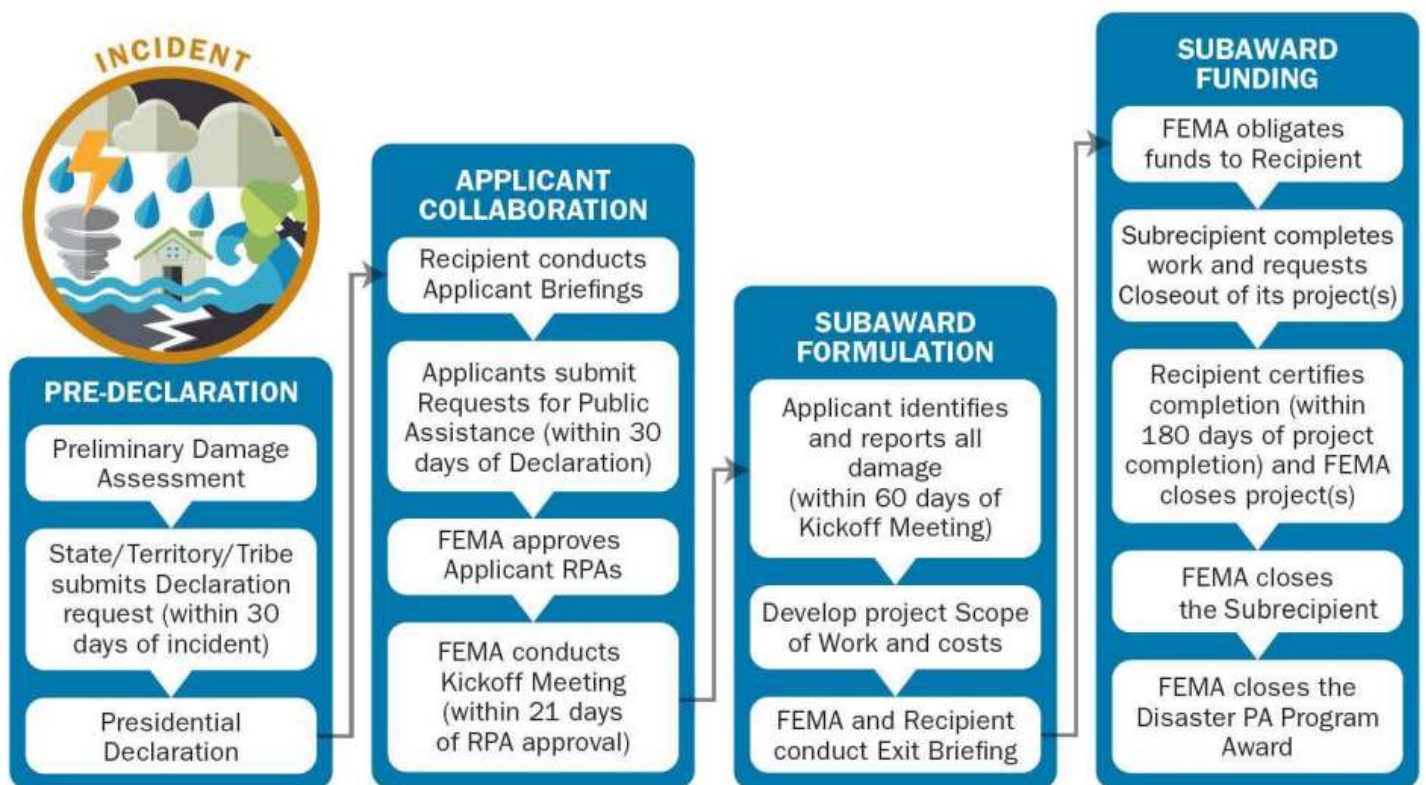 INCIDENT
PRE-DECLARATION
Preliminary Damage
Assessment
State/Territory/Tribe
submits Declaration
request (within 30
days of incident)
Presidential
Declaration
APPLICANT
COLLABORATION
Recipient conducts
Applicant Briefings
Applicants submit
Requests for Public
Assistance (within 30
days of Declaration)
FEMA approves
Applicant RPAs
FEMA conducts
Kickoff Meeting
(within 21 days
of RPA approval)
SUBAWARD
FORMULATION
Applicant identifies
and reports all
damage
(within 60 days of
Kickoff Meeting)
Develop project Scope
of Work and costs
FEMA and Recipient
conduct Exit Briefing
SUBAWARD
FUNDING
FEMA obligates
funds to Recipient
Subrecipient completes
work and requests
Closeout of its project(s)
Recipient certifies
completion (within
180 days of project
completion) and FEMA
closes project(s)
FEMA closes
the Subrecipient
FEMA closes the
Disaster PA Program
Award